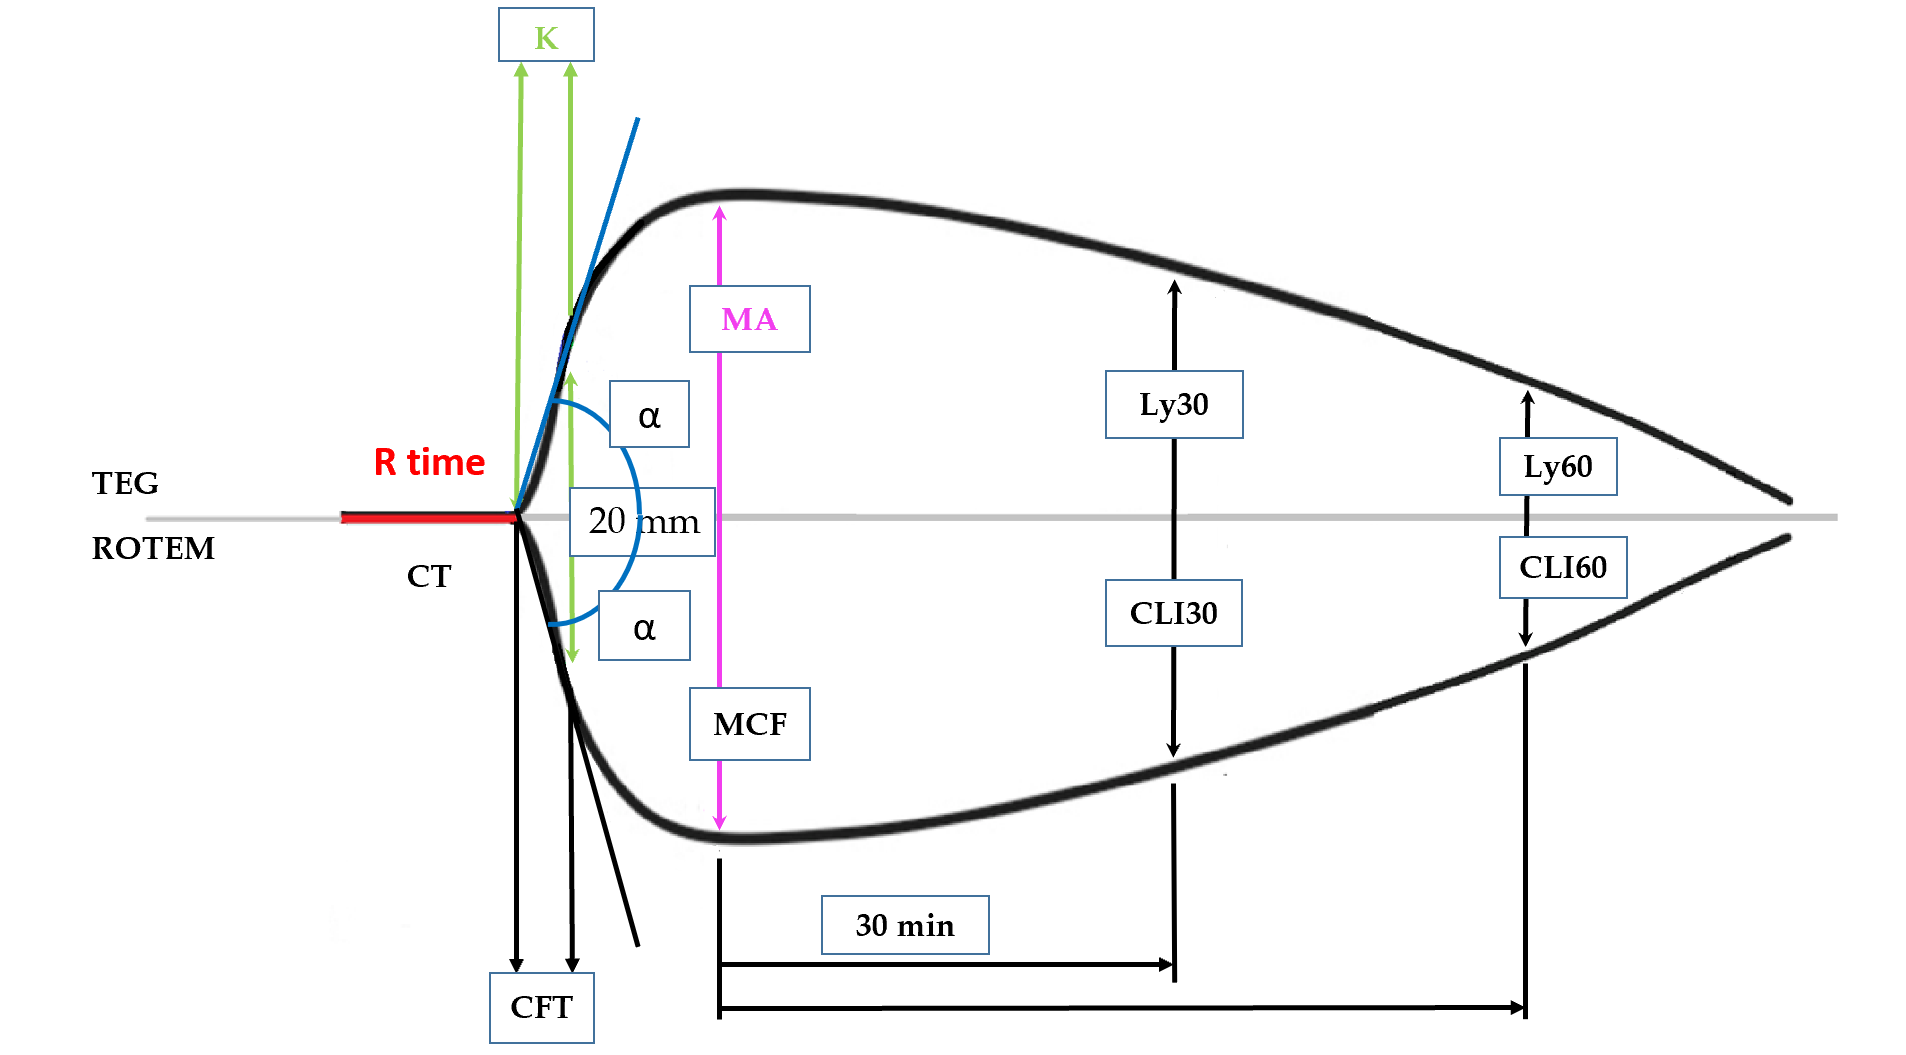 K
MA
α
Ly30
R time
Ly60
TEG
20 mm
ROTEM
CT
CLI60
α
CLI30
MCF
30 min
CFT